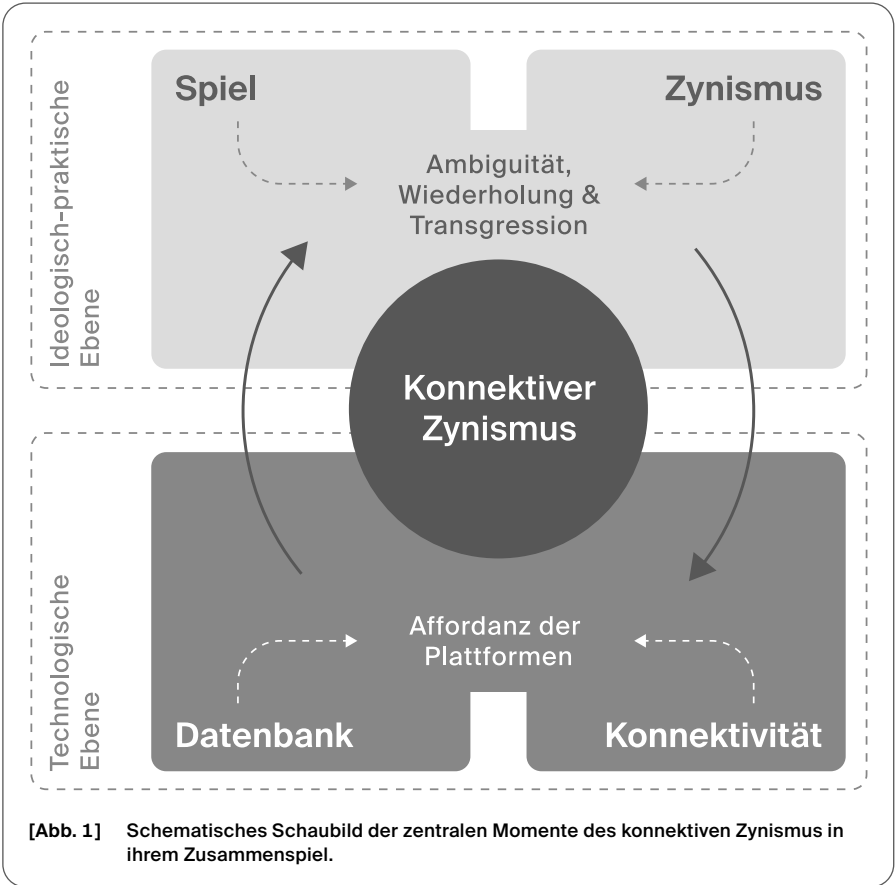 Ideologisch-praktische
Ebene
Spiel
Zynismus
Ambiguität,
Wiederholung &
Transgression
Konnektiver
Zynismus
Technologische
Ebene
Affordanz der
Plattformen
Datenbank
Konnektivität
[Abb. 1] Schematisches Schaubild der zentralen Momente des konnektiven Zynismus in
ihrem Zusammenspiel.